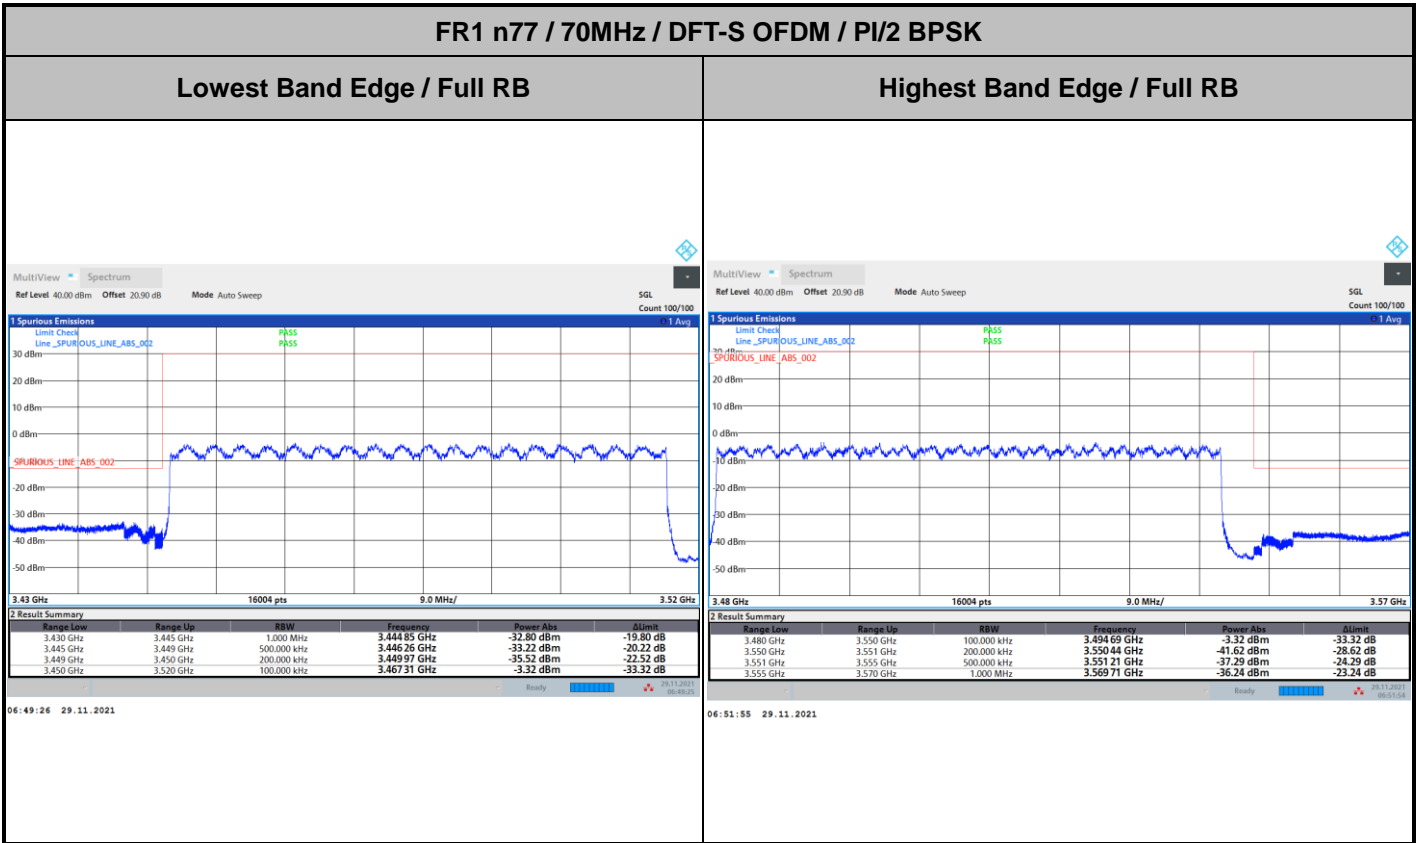 FR1 n77 / 70MHz / DFT-S OFDM / PI/2 BPSK
Lowest Band Edge / Full RB
MultiView Spectrum
Ref Level 40.00 dBm Offset 20.90 dB Mode Auto Sweep SGL
Count 100/100
1 Spurious Emissions 1 Avg
Limit Check PASS
Line _SPURIOUS_LINE_ABS_002 PASS
30 dBm
20 dBm
10 dBm
0 dBm
SPURIOUS_LINE_ABS_002
-20 dBm
-30 dBm
-40 dBm
-50 dBm
3.43 GHz 16004 pts 9.0 MHz/ 3.52 GHz
2 Result Summary
Range Low Range Up RBW Frequency Power Abs ΔLimit
3.430 GHz 3.445 GHz 1.000 MHz 3.444 85 GHz -32.80 dBm -19.80 dB
3.445 GHz 3.449 GHz 500.000 kHz 3.446 26 GHz -33.22 dBm -20.22 dB
3.449 GHz 3.450 GHz 200.000 kHz 3.449 97 GHz -35.52 dBm -22.52 dB
3.450 GHz 3.520 GHz 100.000 kHz 3.467 31 GHz -3.32 dBm -33.32 dB
Ready 29.11.2021
06:49:25
06:49:26 29.11.2021
Highest Band Edge / Full RB
MultiView Spectrum
Ref Level 40.00 dBm Offset 20.90 dB Mode Auto Sweep SGL
Count 100/100
1 Spurious Emissions 1 Avg
Limit Check PASS
Line _SPURIOUS_LINE_ABS_002 PASS
30 dBm
SPURIOUS_LINE_ABS_002
20 dBm
10 dBm
0 dBm
-10 dBm
-20 dBm
-30 dBm
-40 dBm
-50 dBm
3.48 GHz 16004 pts 9.0 MHz/ 3.57 GHz
2 Result Summary
Range Low Range Up RBW Frequency Power Abs ΔLimit
3.480 GHz 3.550 GHz 100.000 kHz 3.494 69 GHz -3.32 dBm -33.32 dB
3.550 GHz 3.551 GHz 200.000 kHz 3.550 44 GHz -41.62 dBm -28.62 dB
3.551 GHz 3.555 GHz 500.000 kHz 3.551 21 GHz -37.29 dBm -24.29 dB
3.555 GHz 3.570 GHz 1.000 MHz 3.569 71 GHz -36.24 dBm -23.24 dB
Ready 29.11.2021
06:51:54
06:51:55 29.11.2021